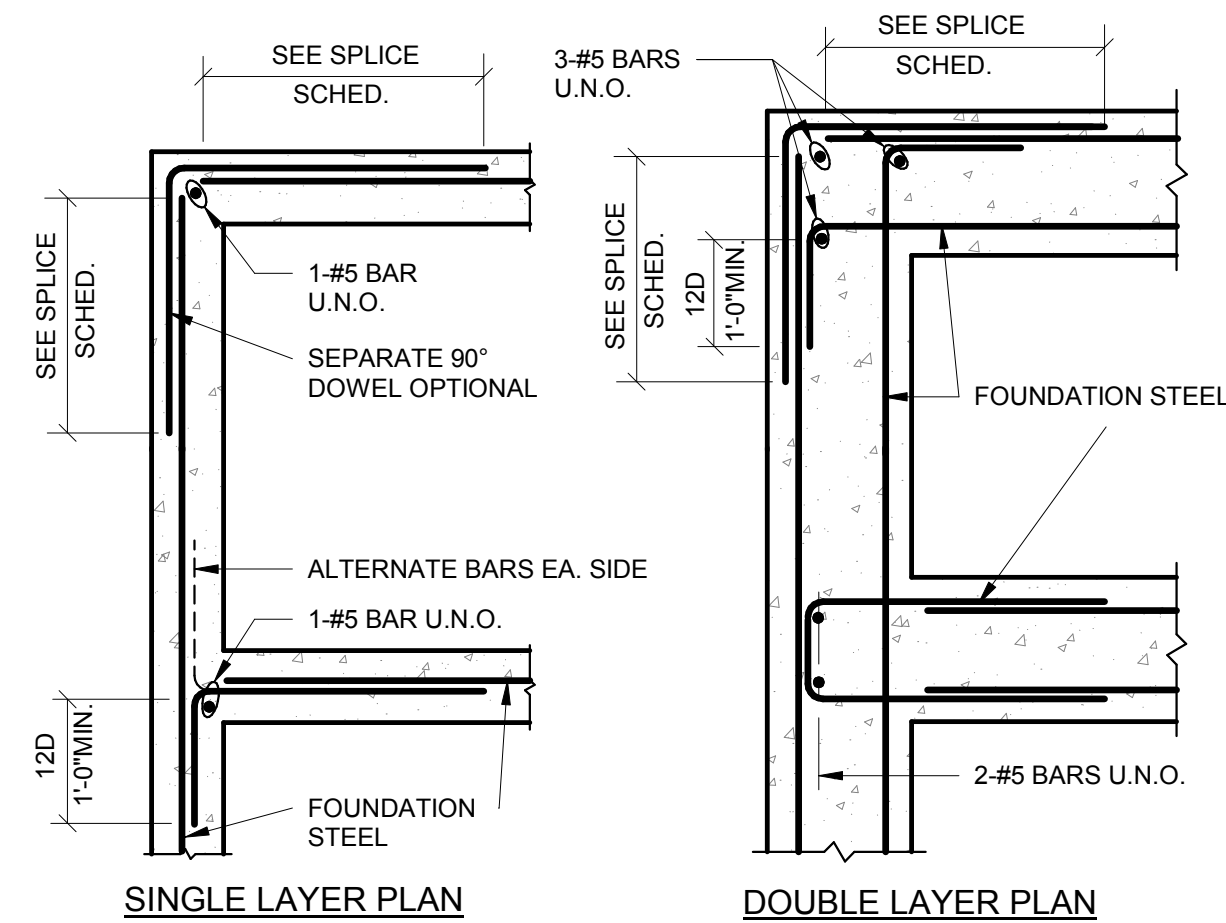 SEE SPLICE
SCHED.
SEE SPLICE
SCHED.
1-#5 BAR
U.N.O.
SEPARATE 90°
DOWEL OPTIONAL
ALTERNATE BARS EA. SIDE
1-#5 BAR U.N.O.
12D
1'-0"MIN.
FOUNDATION
STEEL
SINGLE LAYER PLAN
SEE SPLICE
SCHED.
3-#5 BARS
U.N.O.
SEE SPLICE
SCHED.
12D
1'-0"MIN.
FOUNDATION STEEL
2-#5 BARS U.N.O.
DOUBLE LAYER PLAN